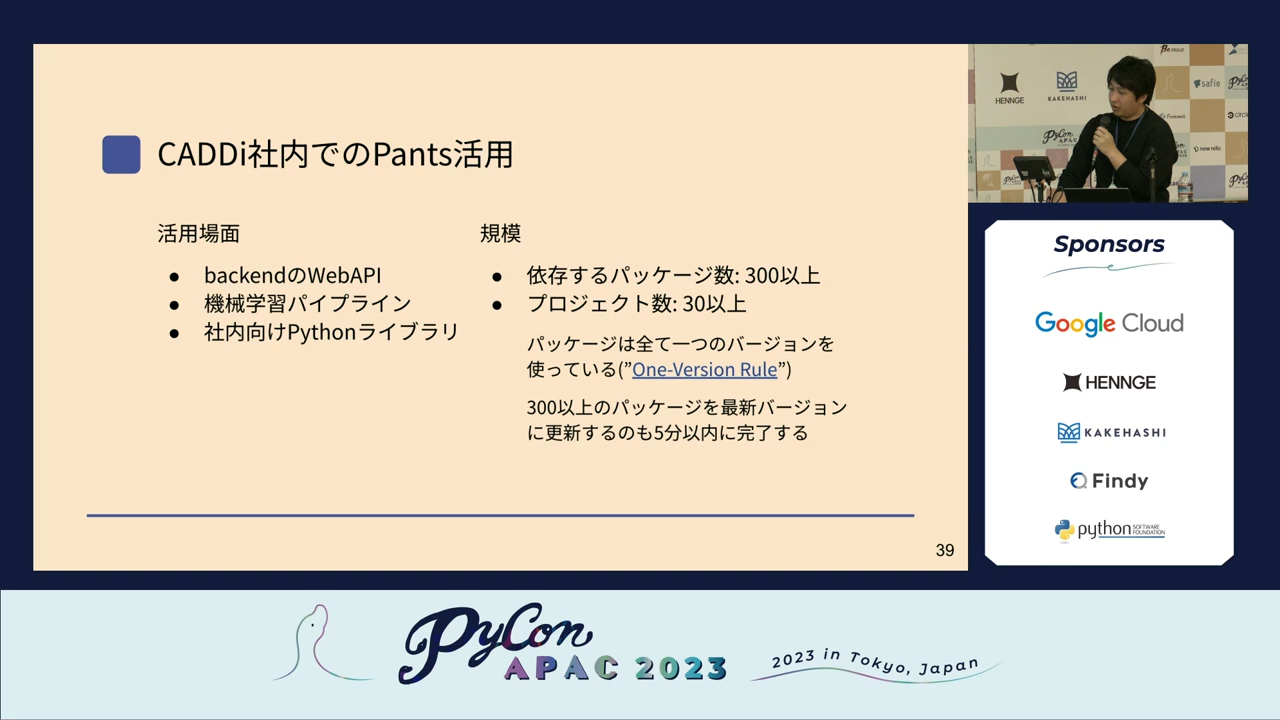 CADDi社内でのPants活用
活用場面
● backendのWebAPI
● 機械学習パイプライン
● 社内向けPythonライブラリ
規模
● 依存するパッケージ数: 300以上
● プロジェクト数: 30以上
パッケージは全て一つのバージョンを
使っている(”One-Version Rule”)
300以上のパッケージを最新バージョン
に更新するのも5分以内に完了する
39
HENNGE
KAKEHASHI
safie
PyCon
APAC
new relic
Sponsors
Google Cloud
HENNGE
KAKEHASHI
Findy
python SOFTWARE
FOUNDATION
PyCon
APAC 2023
2023 in Tokyo, Japan